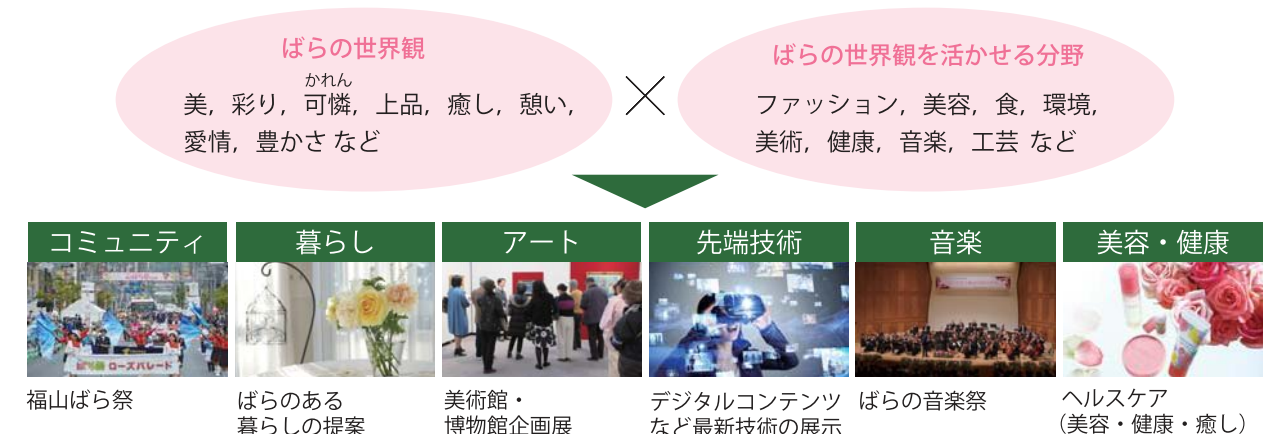 ばらの世界観
かれん
美，彩り，可憐，上品，癒し，憩い，
愛情，豊かさ など
×
ばらの世界観を活かせる分野
ファッション，美容，食，環境，
美術，健康，音楽，工芸 など
コミュニティ
暮らし
アート
先端技術
音楽
美容・健康
ローズパレード
福山ばら祭
ばらのある
暮らしの提案
美術館・
博物館企画展
デジタルコンテンツ
など最新技術の展示
ばらの音楽祭
ヘルスケア
（美容・健康・癒し）